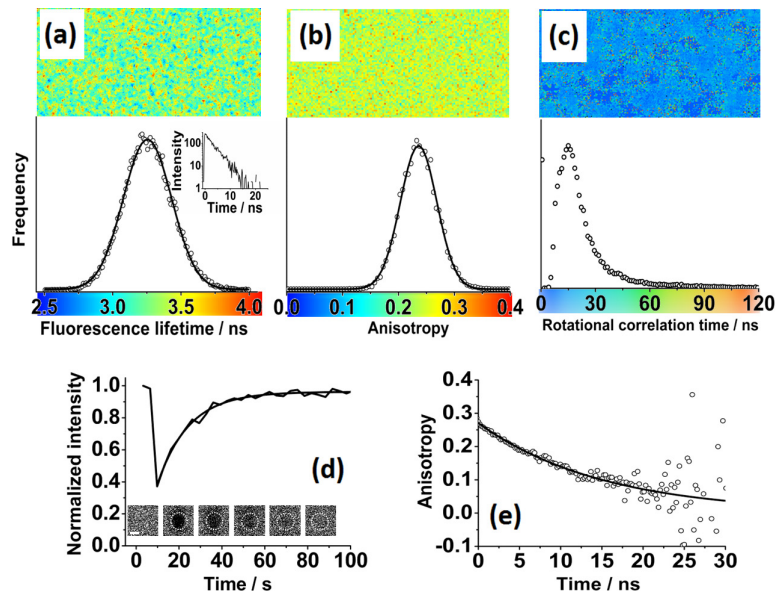 (a)
(b)
(c)
Frequency
Intensity
100
10
1
0 10 20
Time / ns
2.5 3.0 3.5 4.0
Fluorescence lifetime / ns
0.0 0.1 0.2 0.3 0.4
Anisotropy
0 30 60 90 120
Rotational correlation time / ns
Normalized intensity
1.0
0.8
0.6
0.4
0.2
0.0
(d)
0 20 40 60 80 100
Time / s
Anisotropy
0.4
0.3
0.2
0.1
0.0
-0.1
(e)
0 5 10 15 20 25 30
Time / ns